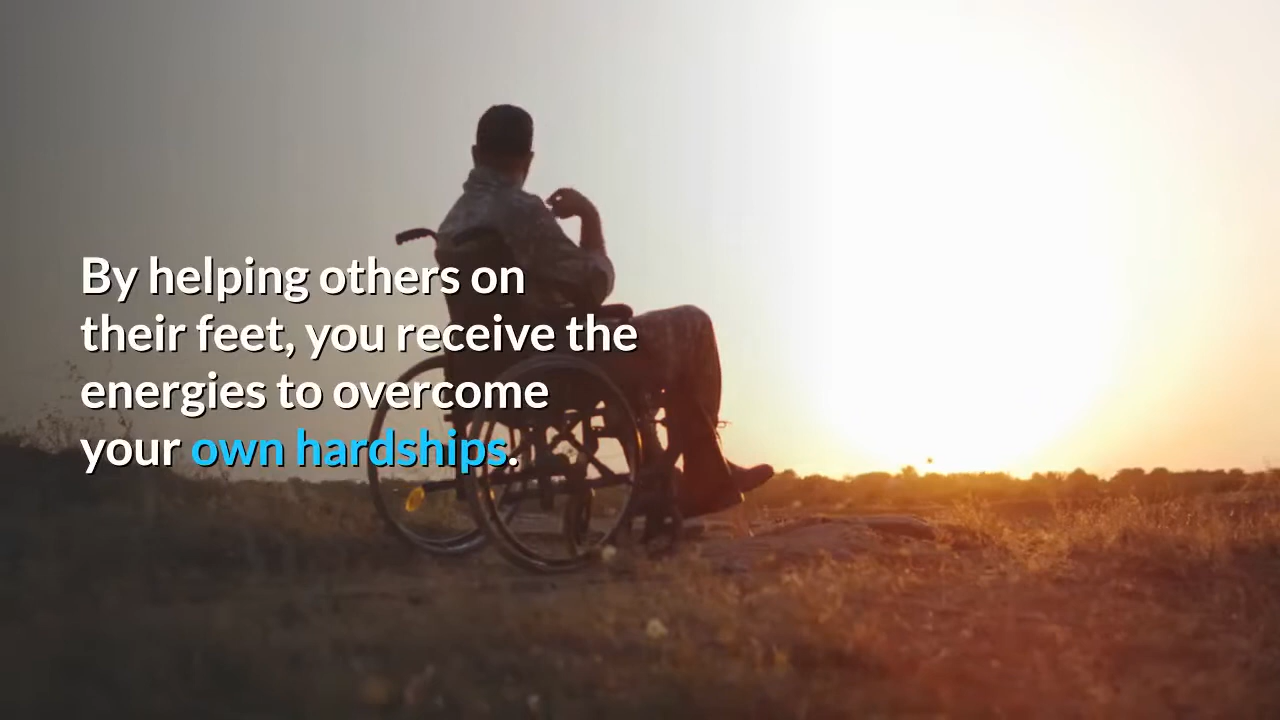 By helping others on
their feet, you receive the
energies to overcome
your own hardships.